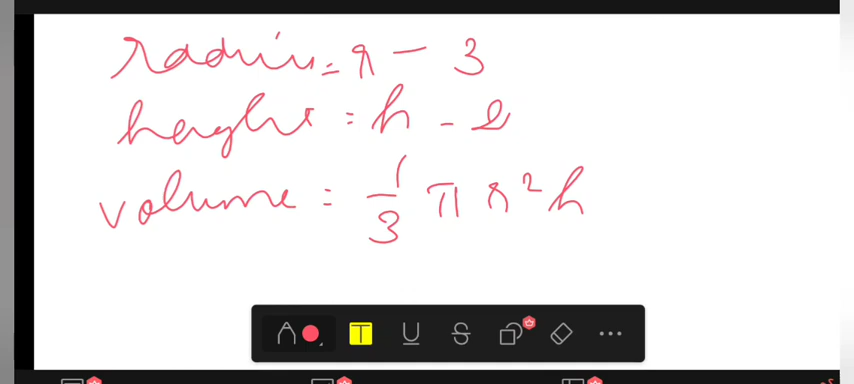 radius = r - 3
height = h - 2
volume = 1/3 π r² h